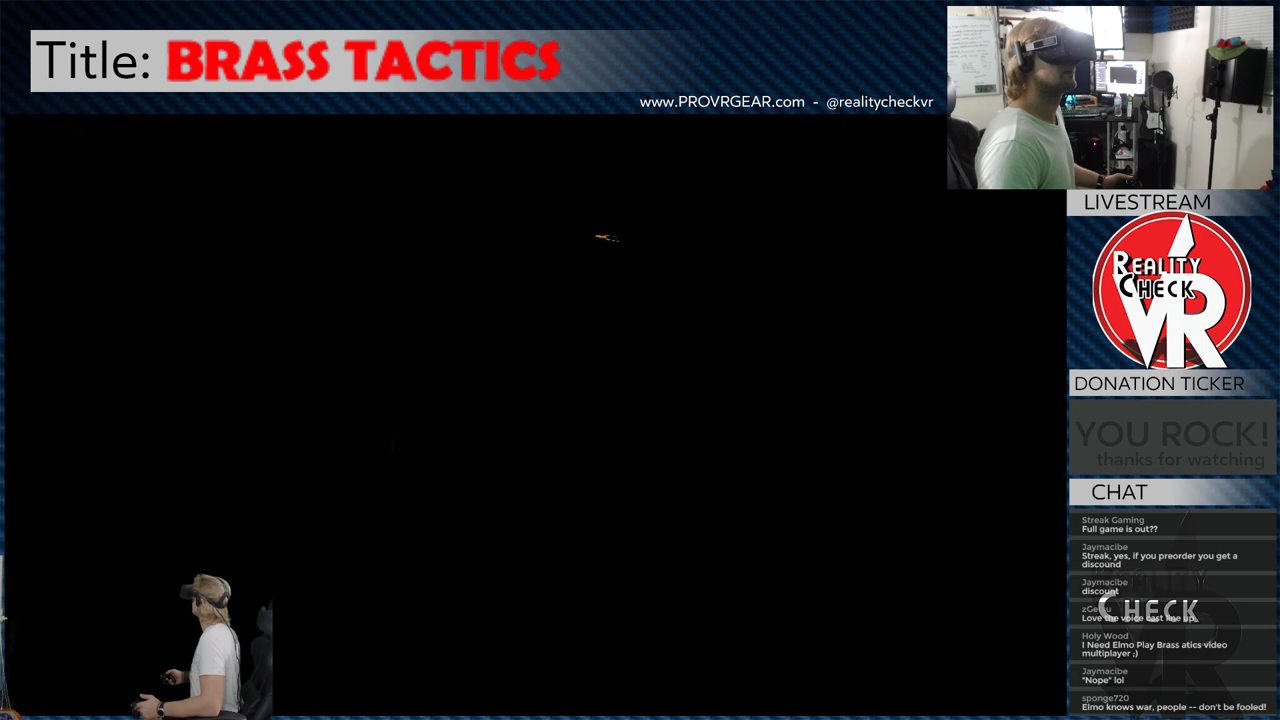 Title: BRASS TACTICS
www.PROVRGEAR.com - @realitycheckvr
LIVESTREAM
REALITY
CHECK
VR
DONATION TICKER
YOU ROCK!
thanks for watching
CHAT
Streak Gaming
Full game is out??
Jaymacibe
Streak, yes, if you preorder you get a
discound
Jaymacibe
discount
CHECK
Love the voice cast line up
Holy Wood
I Need Elmo Play Brass atics video
multiplayer ;)
Jaymacibe
"Nope" lol
sponge720
Elmo knows war, people -- don't be fooled!